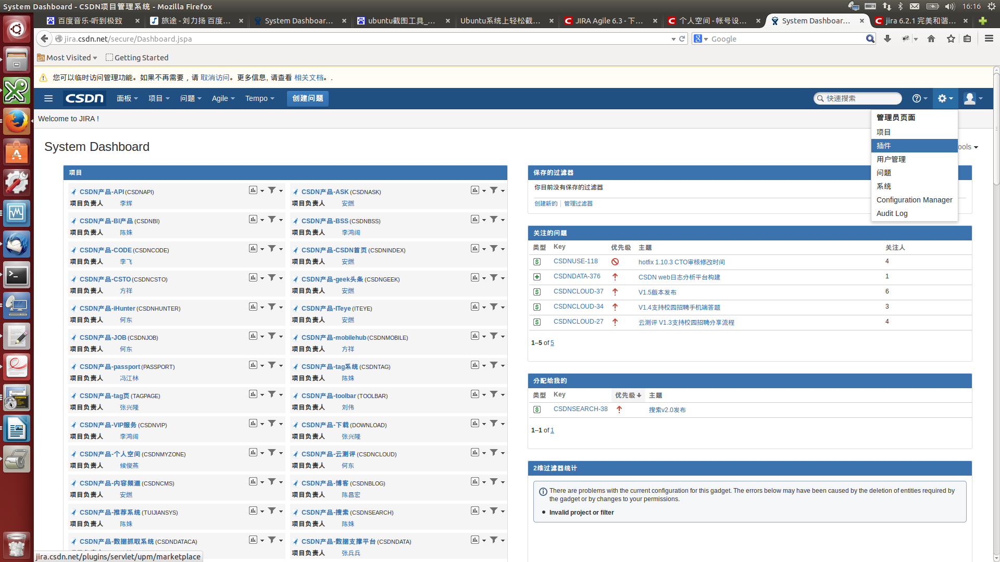 System Dashboard - CSDN项目管理系统 - Mozilla Firefox
16:16
百度音乐-听到极致
旅途 - 刘力扬 百度...
System Dashboar...
ubuntu截图工具_...
Ubuntu系统上轻松截...
JIRA Agile 6.3 - 下...
个人空间 - 帐号设...
System Dashboar...
jira 6.2.1 完美和谐...
jira.csdn.net/secure/Dashboard.jspa
Google
Most Visited
Getting Started
您可以临时访问管理功能。如果不再需要，请 取消访问。更多信息, 请查看 相关文档。.
CSDN
面板
项目
问题
Agile
Tempo
创建问题
快速搜索
Welcome to JIRA !
管理员页面
项目
插件
用户管理
问题
系统
Configuration Manager
Audit Log
System Dashboard
ools
项目
CSDN产品-API (CSDNAPI)
项目负责人 李辉
CSDN产品-ASK (CSDNASK)
项目负责人 安燃
CSDN产品-BI产品 (CSDNBI)
项目负责人 陈姝
CSDN产品-BSS (CSDNBSS)
项目负责人 李鸿阔
CSDN产品-CODE (CSDNCODE)
项目负责人 李飞
CSDN产品-CSDN首页 (CSDNINDEX)
项目负责人 安燃
CSDN产品-CSTO (CSDNCSTO)
项目负责人 方祥
CSDN产品-geek头条 (CSDNGEEK)
项目负责人 安燃
CSDN产品-iHunter (CSDNHUNTER)
项目负责人 何东
CSDN产品-ITeye (ITEYE)
项目负责人 安燃
CSDN产品-JOB (CSDNJOB)
项目负责人 何东
CSDN产品-mobilehub (CSDNMOBILE)
项目负责人 方祥
CSDN产品-passport (PASSPORT)
项目负责人 冯江林
CSDN产品-tag系统 (CSDNTAG)
项目负责人 陈姝
CSDN产品-tag页 (TAGPAGE)
项目负责人 张兴隆
CSDN产品-toolbar (TOOLBAR)
项目负责人 刘伟
CSDN产品-VIP服务 (CSDNVIP)
项目负责人 李鸿阔
CSDN产品-下载 (DOWNLOAD)
项目负责人 张兴隆
CSDN产品-个人空间 (CSDNMYZONE)
项目负责人 候俊燕
CSDN产品-云测评 (CSDNCLOUD)
项目负责人 何东
CSDN产品-内容频道 (CSDNCMS)
项目负责人 安燃
CSDN产品-博客 (CSDNBLOG)
项目负责人 陈昌宏
CSDN产品-推荐系统 (TUIJIANSYS)
项目负责人 陈姝
CSDN产品-搜索 (CSDNSEARCH)
项目负责人 陈姝
CSDN产品-数据抓取系统 (CSDNDATACA)
CSDN产品-数据支撑平台 (CSDNDATA)
项目负责人 张兵兵
保存的过滤器
你目前没有保存的过滤器
创建新的 管理过滤器
关注的问题
类型 Key 优先级 主题 关注人
CSDNUSE-118 hotfix 1.10.3 CTO审核修改时间 4
CSDNDATA-376 CSDN web日志分析平台构建 1
CSDNCLOUD-37 V1.5版本发布 6
CSDNCLOUD-34 V1.4支持校园招聘手机端答题 3
CSDNCLOUD-27 云测评 V1.3支持校园招聘分享流程 4
1–5 of 5
分配给我的
类型 Key 优先级 主题
CSDNSEARCH-38 搜索v2.0发布
1–1 of 1
2维过滤器统计
There are problems with the current configuration for this gadget. The errors below may have been caused by the deletion of entities required by
the gadget or by changes to your permissions.
Invalid project or filter
jira.csdn.net/plugins/servlet/upm/marketplace